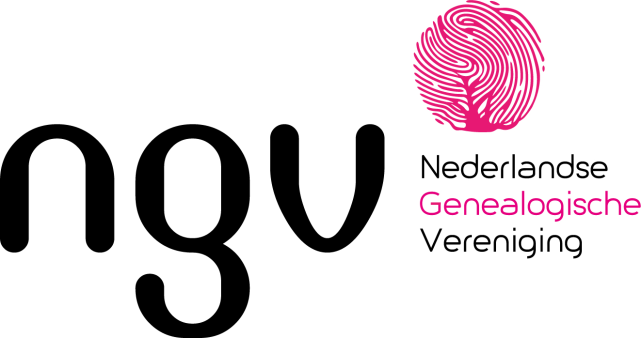 ngv
Nederlandse
Genealogische
Vereniging